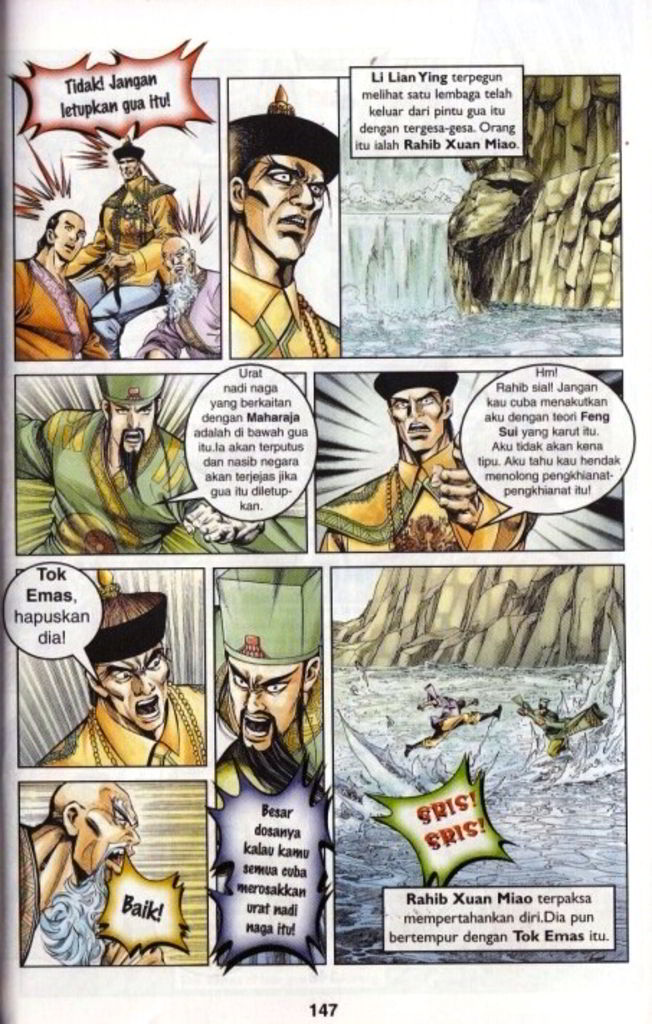 Tidak! Jangan
letupkan gua itu!
Li Lian Ying terpegun
melihat satu lembaga telah
keluar dari pintu gua itu
dengan tergesa-gesa. Orang
itu ialah Rahib Xuan Miao.
Urat
nadi naga
yang berkaitan
dengan Maharaja
adalah di bawah gua
itu.Ia akan terputus
dan nasib negara
akan terjejas jika
gua itu diletup-
kan.
Hm!
Rahib sial! Jangan
kau cuba menakutkan
aku dengan teori Feng
Sui yang karut itu.
Aku tidak akan kena
tipu. Aku tahu kau hendak
menolong pengkhianat-
pengkhianat itu!
Tok
Emas,
hapuskan
dia!
Baik!
Besar
dosanya
kalau kamu
semua cuba
merosakkan
urat nadi
naga itu!
SRIS!
SRIS!
Rahib Xuan Miao terpaksa
mempertahankan diri.Dia pun
bertempur dengan Tok Emas itu.
147